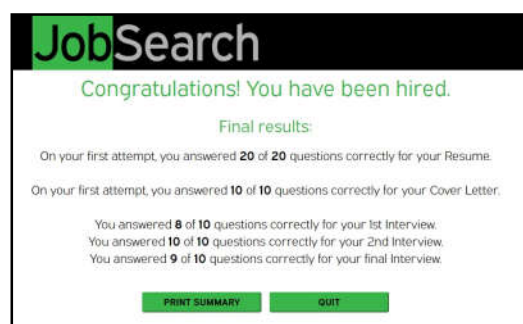 JobSearch
Congratulations! You have been hired.
Final results:
On your first attempt, you answered 20 of 20 questions correctly for your Resume.
On your first attempt, you answered 10 of 10 questions correctly for your Cover Letter.
You answered 8 of 10 questions correctly for your 1st Interview.
You answered 10 of 10 questions correctly for your 2nd Interview.
You answered 9 of 10 questions correctly for your final Interview.
PRINT SUMMARY QUIT